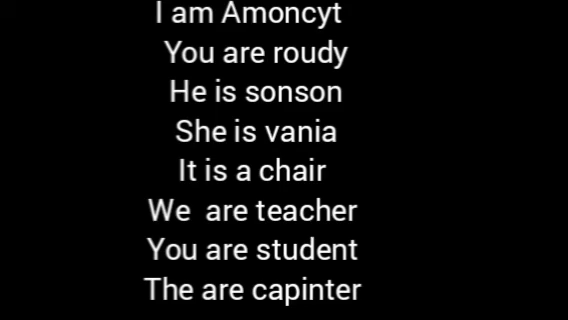 I am Amoncyt
You are roudy
He is sonson
She is vania
It is a chair
We  are teacher
You are student
The are capinter